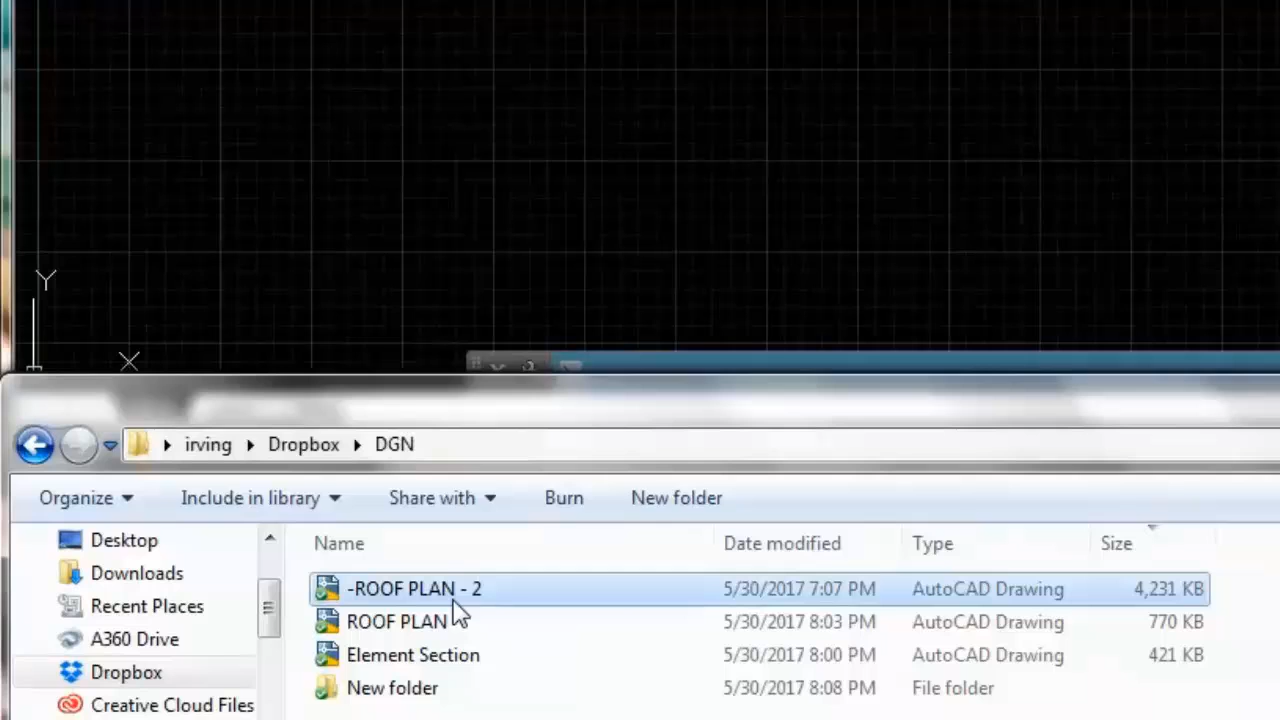 Y
X
irving Dropbox DGN
Organize Include in library Share with Burn New folder
Desktop
Downloads
Recent Places
A360 Drive
Dropbox
Creative Cloud Files
Name Date modified Type Size
-ROOF PLAN - 2 5/30/2017 7:07 PM AutoCAD Drawing 4,231 KB
ROOF PLAN 5/30/2017 8:03 PM AutoCAD Drawing 770 KB
Element Section 5/30/2017 8:00 PM AutoCAD Drawing 421 KB
New folder 5/30/2017 8:08 PM File folder